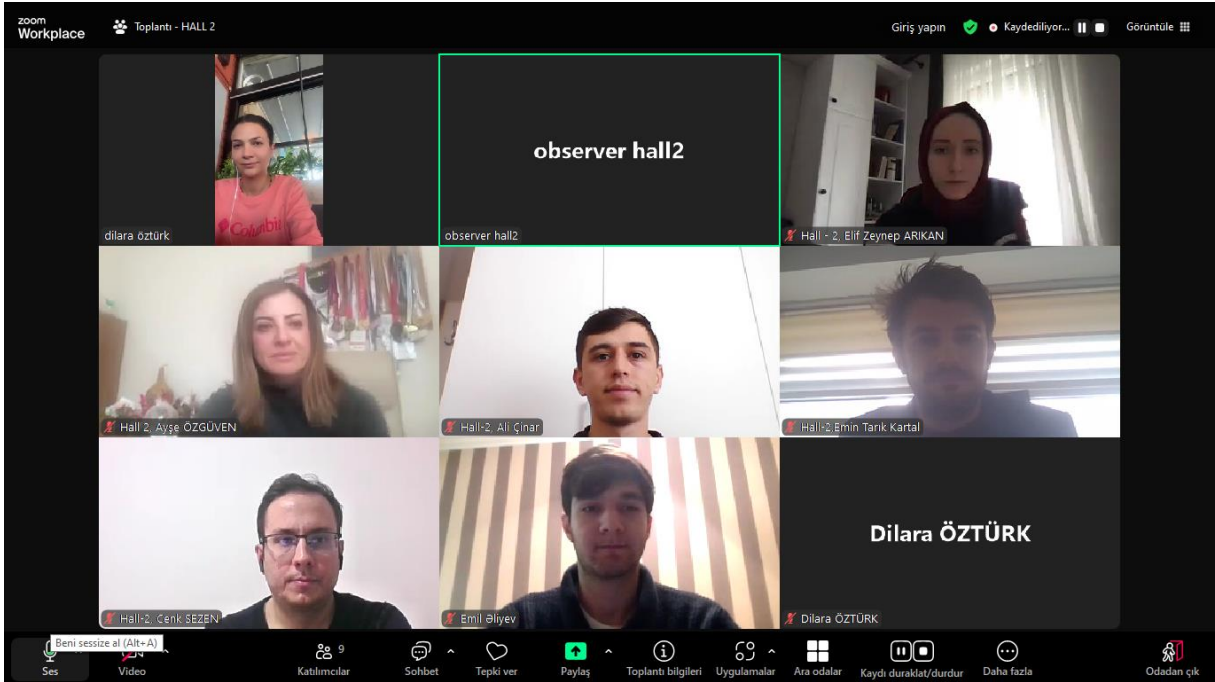 zoom
Workplace
Toplantı - HALL 2
Giriş yapın
Kaydediliyor...
Görüntüle
Columbia
dilara öztürk
observer hall2
observer hall2
Hall - 2, Elif Zeynep ARIKAN
Hall 2, Ayşe ÖZGÜVEN
Hall-2, Ali Çinar
Hall-2,Emin Tarık Kartal
Hall-2, Cenk SEZEN
Emil Əliyev
Dilara ÖZTÜRK
Dilara ÖZTÜRK
Beni sessize al (Alt+A)
Ses
Video
9
Katılımcılar
Sohbet
Tepki ver
Paylaş
Toplantı bilgileri
Uygulamalar
Ara odalar
Kaydı duraklat/durdur
Daha fazla
Odadan çık